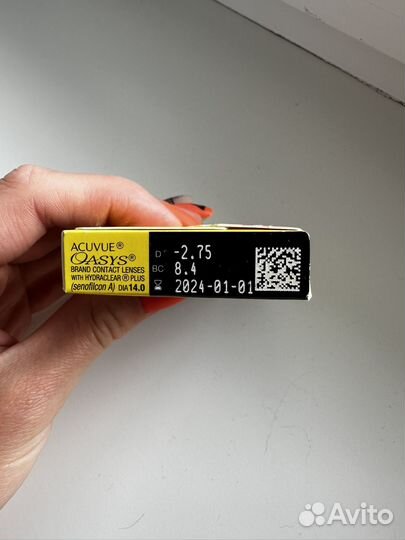 ACUVUE®
OASYS®
BRAND CONTACT LENSES
WITH HYDRACLEAR® PLUS
(senofilcon A) DIA 14.0
D -2.75
BC 8.4
2024-01-01
Avito